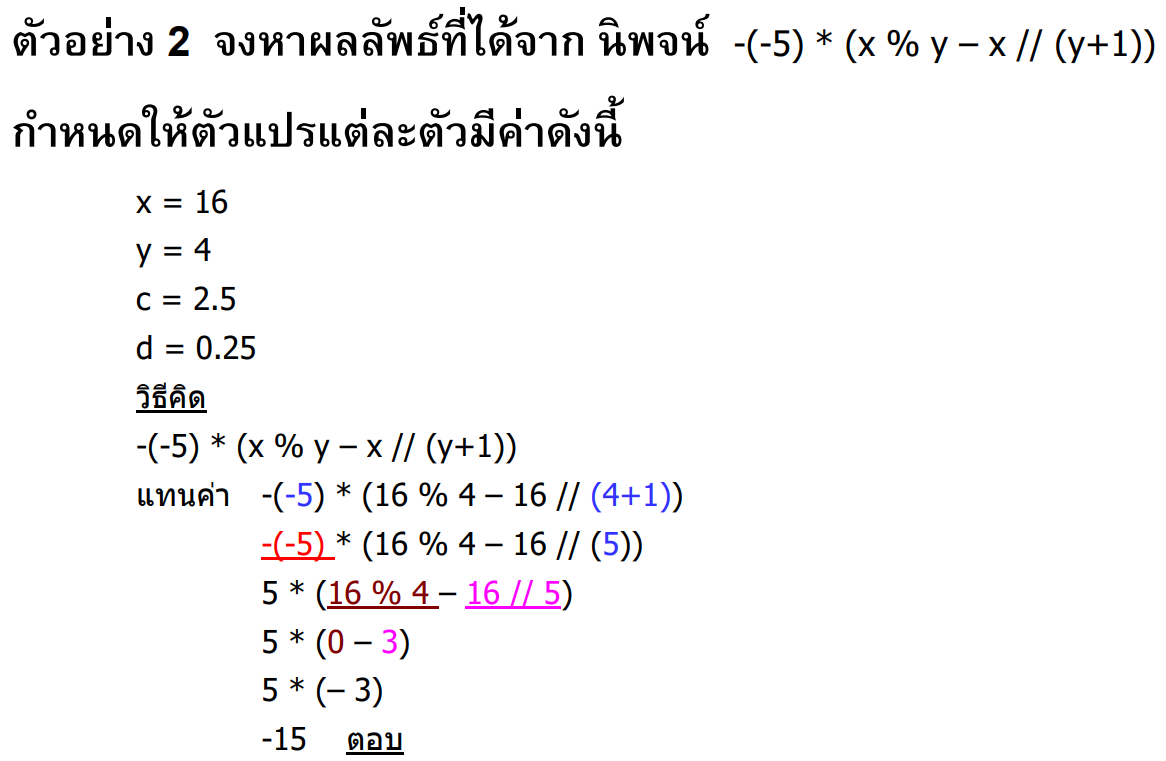 ตัวอย่าง 2 จงหาผลลัพธ์ที่ได้จาก นิพจน์ -(-5) * (x % y – x // (y+1))
กำหนดให้ตัวแปรแต่ละตัวมีค่าดังนี้
x = 16
y = 4
c = 2.5
d = 0.25
วิธีคิด
-(-5) * (x % y – x // (y+1))
แทนค่า -(-5) * (16 % 4 – 16 // (4+1))
-(-5) * (16 % 4 – 16 // (5))
5 * (16 % 4 – 16 // 5)
5 * (0 – 3)
5 * (– 3)
-15 ตอบ